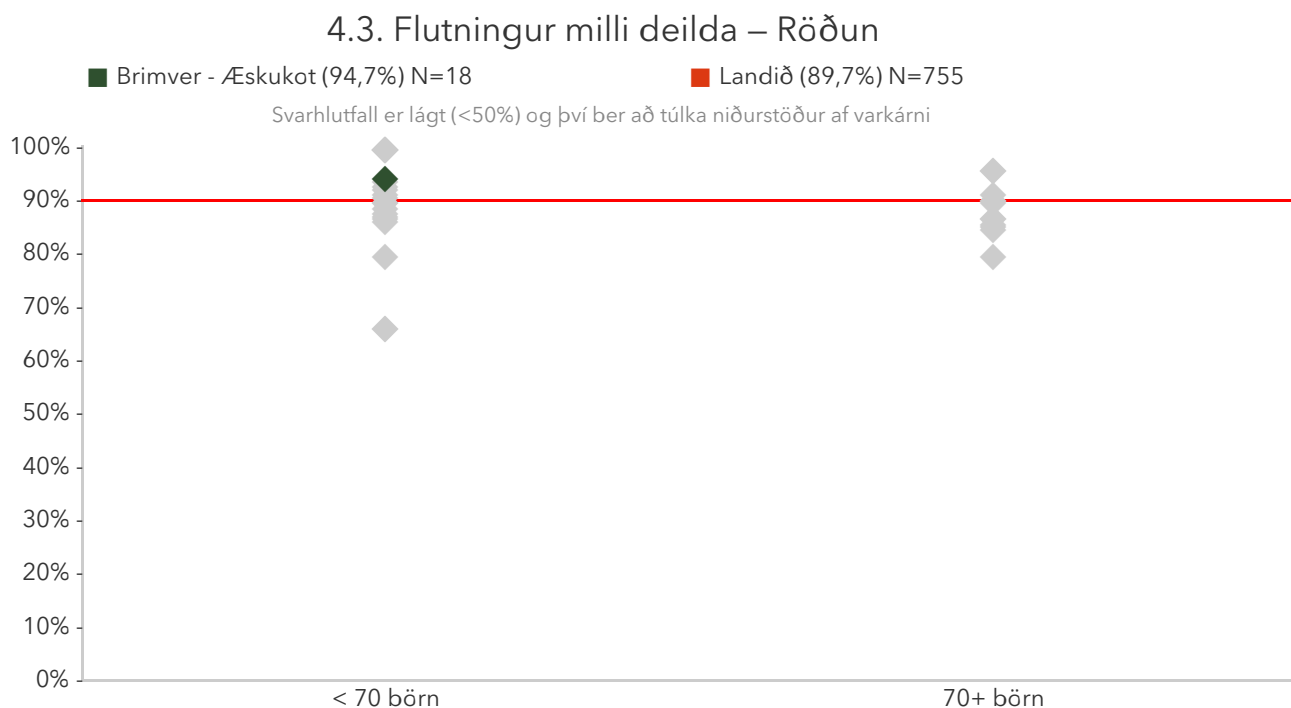 4.3. Flutningur milli deilda – Röðun
Brimver - Æskukot (94,7%) N=18
Landið (89,7%) N=755
Svarhlutfall er lágt (<50%) og því ber að túlka niðurstöður af varkárni
100%
90%
80%
70%
60%
50%
40%
30%
20%
10%
0%
< 70 börn
70+ börn